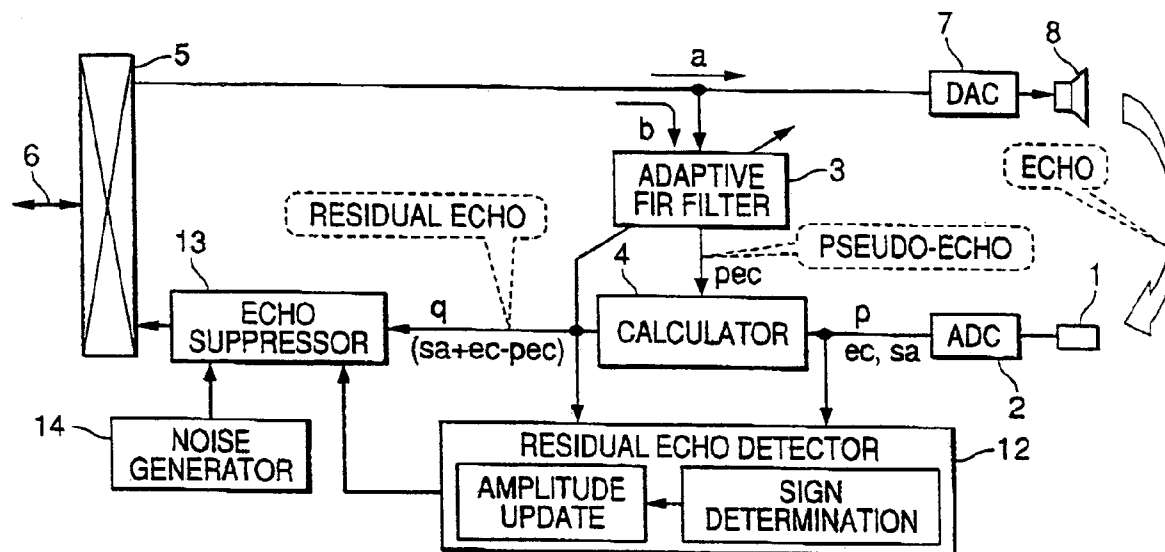 5
a
7
8
DAC
b
6
ADAPTIVE
FIR FILTER
3
ECHO
RESIDUAL ECHO
PSEUDO-ECHO
13
4
pec
1
ECHO
SUPPRESSOR
q
(sa+ec-pec)
CALCULATOR
p
ec, sa
ADC
2
14
NOISE
GENERATOR
RESIDUAL ECHO DETECTOR
12
AMPLITUDE
UPDATE
SIGN
DETERMINATION